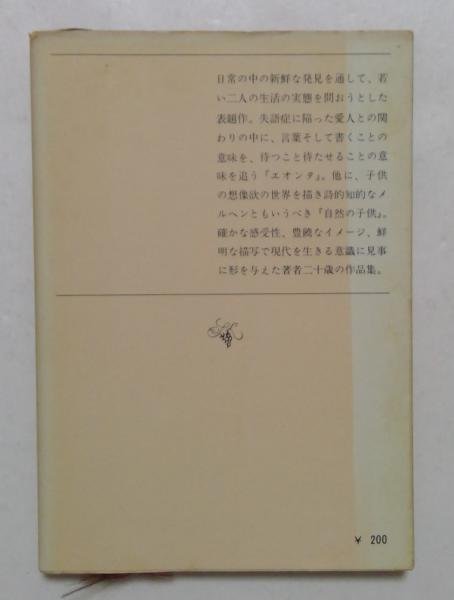 日常の中の新鮮な発見を通して、若
い二人の生活の実態を問おうとした
表題作。失語症に陥った愛人との関
わりの中に、言葉そして書くことの
意味を、待つこと待たせることの意
味を追う『エオンタ』。他に、子供
の想像欲の世界を描き詩的知的なメ
ルヘンともいうべき『自然の子供』。
確かな感受性、豊饒なイメージ、鮮
明な描写で現代を生きる意識に見事
に形を与えた著者二十歳の作品集。
¥ 200